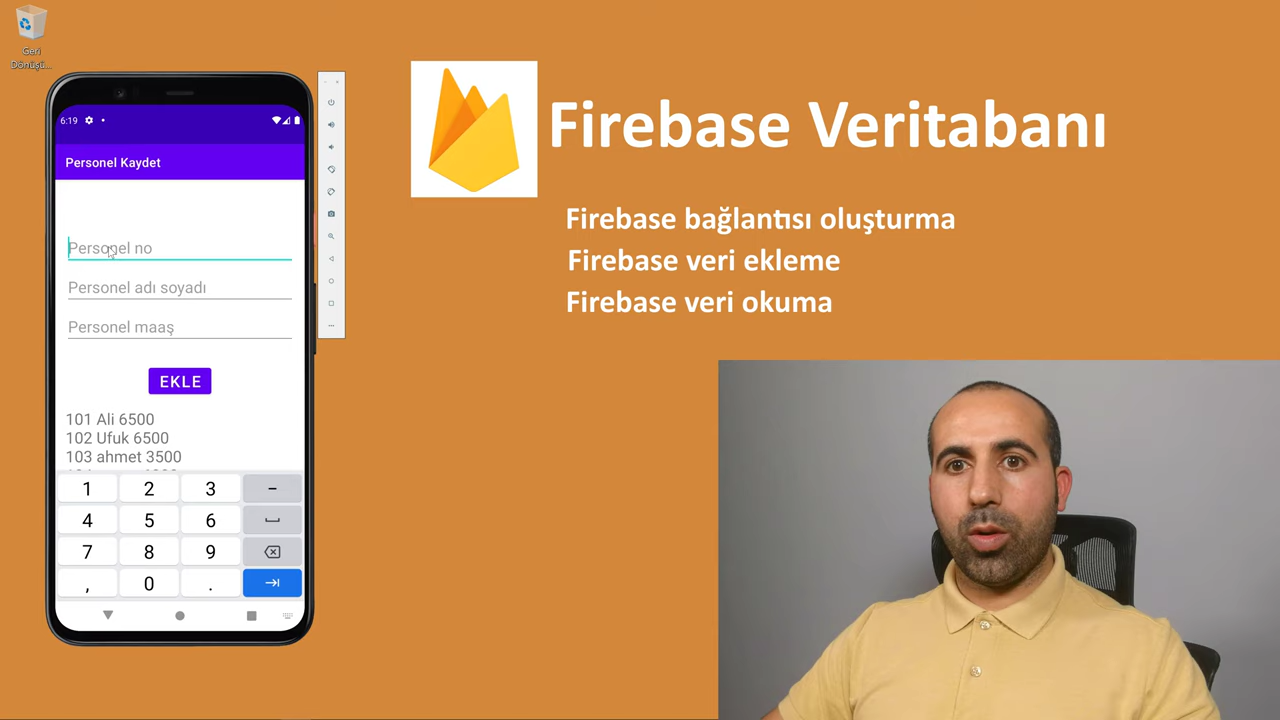 Geri
Dönüşü...
6:19
Personel Kaydet
Personel no
Personel adı soyadı
Personel maaş
EKLE
101 Ali 6500
102 Ufuk 6500
103 ahmet 3500
1 2 3 -
4 5 6
7 8 9
, 0 .
Firebase Veritabanı
Firebase bağlantısı oluşturma
Firebase veri ekleme
Firebase veri okuma